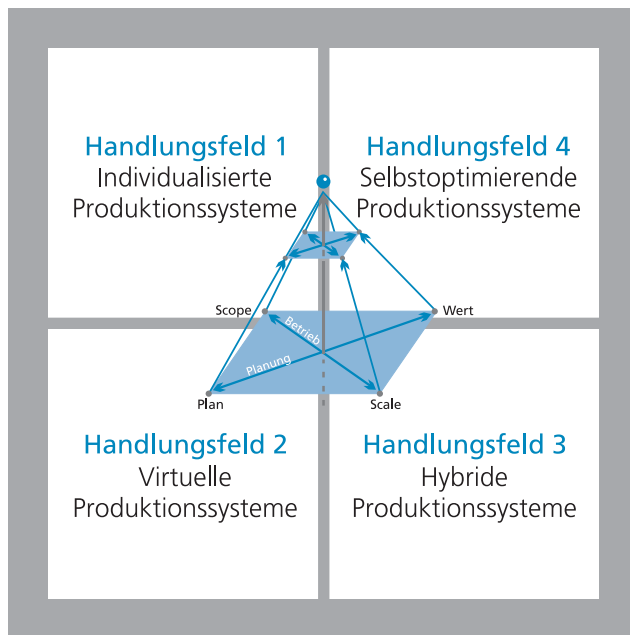 Handlungsfeld 1
Individualisierte
Produktionssysteme
Handlungsfeld 4
Selbstoptimierende
Produktionssysteme
Scope
Wert
Betrieb
Planung
Plan
Scale
Handlungsfeld 2
Virtuelle
Produktionssysteme
Handlungsfeld 3
Hybride
Produktionssysteme